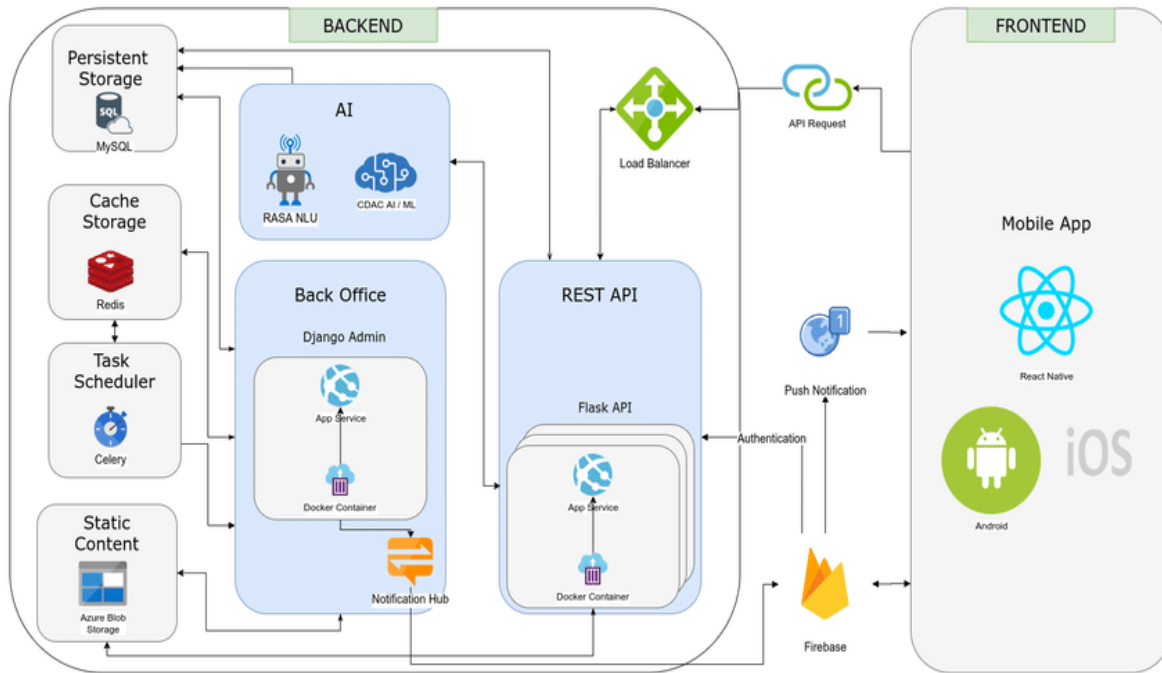 BACKEND
FRONTEND
Persistent
Storage
SQL
MySQL
AI
RASA NLU
CDAC AI / ML
Load Balancer
API Request
Cache
Storage
Redis
Mobile App
React Native
Back Office
Django Admin
App Service
Docker Container
REST API
Flask API
App Service
Docker Container
1
Push Notification
Task
Scheduler
Celery
Authentication
iOS
Android
Static
Content
Azure Blob
Storage
Notification Hub
Firebase